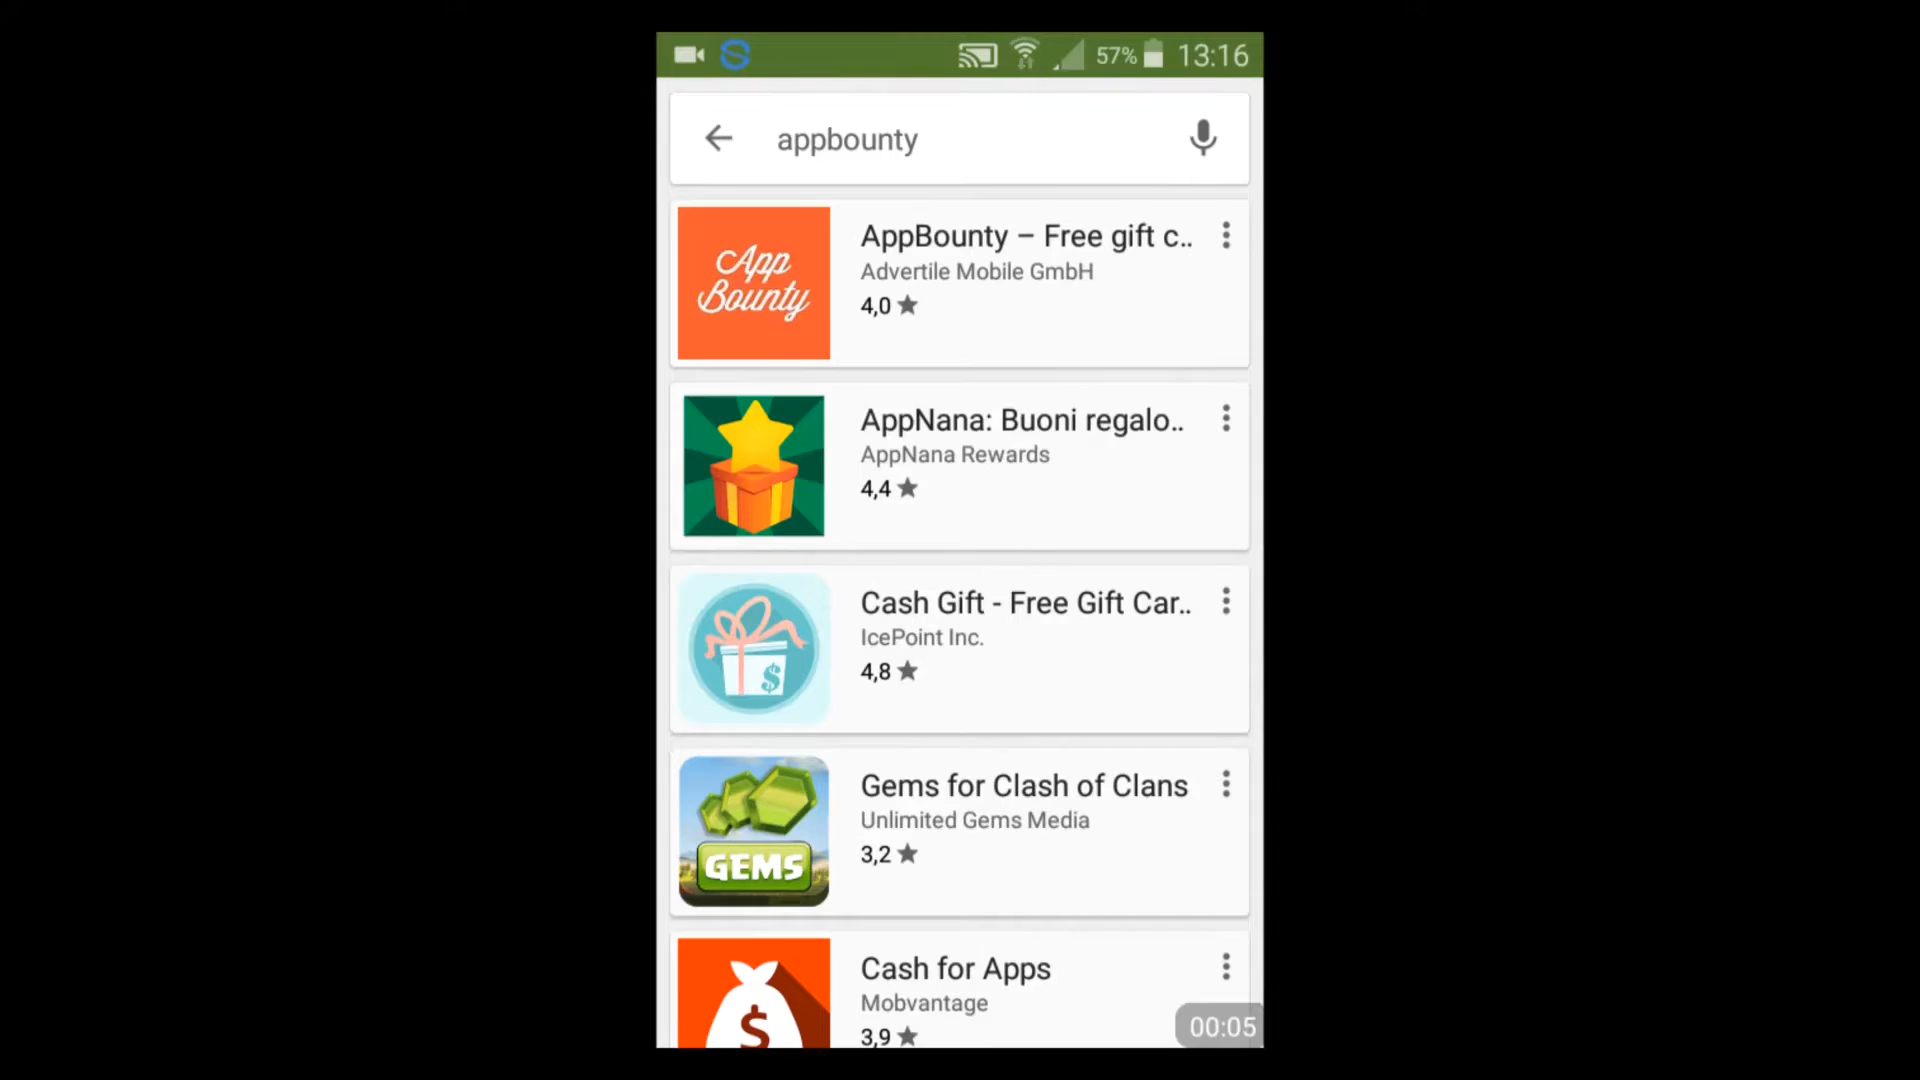 57% 13:16
appbounty
App
Bounty
AppBounty – Free gift c..
Advertile Mobile GmbH
4,0
AppNana: Buoni regalo..
AppNana Rewards
4,4
$
Cash Gift - Free Gift Car..
IcePoint Inc.
4,8
GEMS
Gems for Clash of Clans
Unlimited Gems Media
3,2
$
Cash for Apps
Mobvantage
3,9
00:05